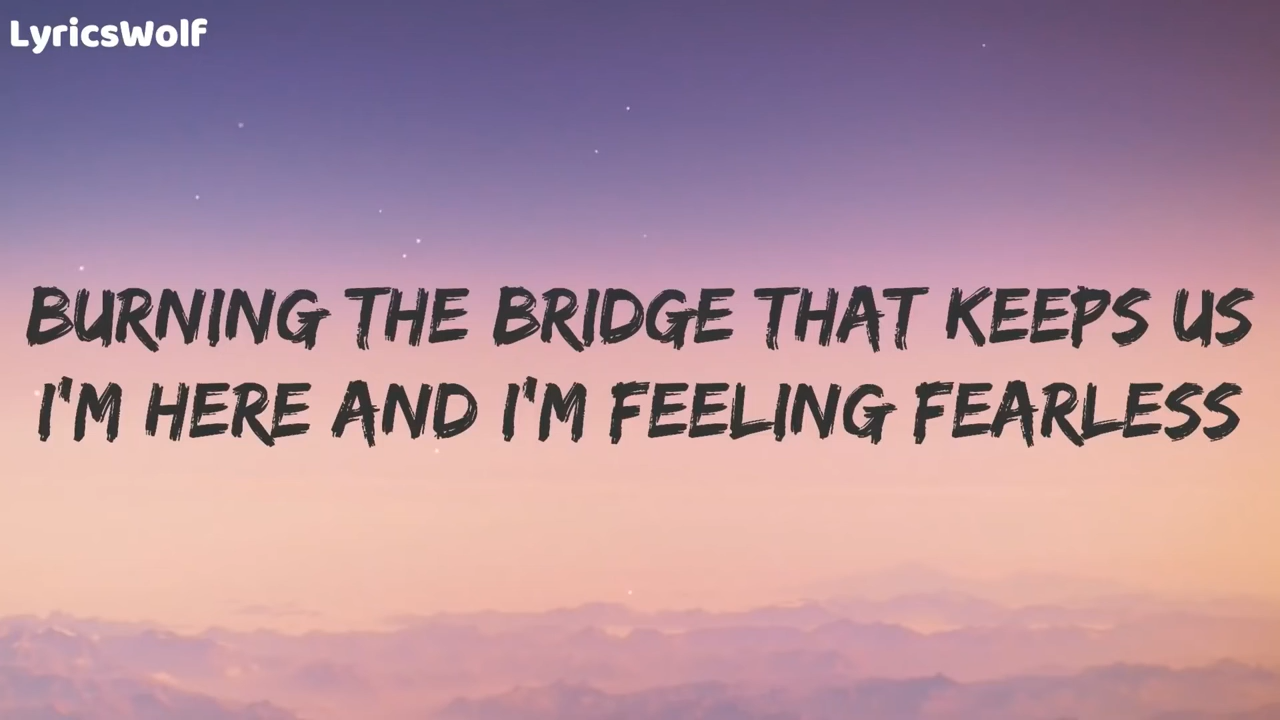 LyricsWolf
BURNING THE BRIDGE THAT KEEPS US
I'M HERE AND I'M FEELING FEARLESS